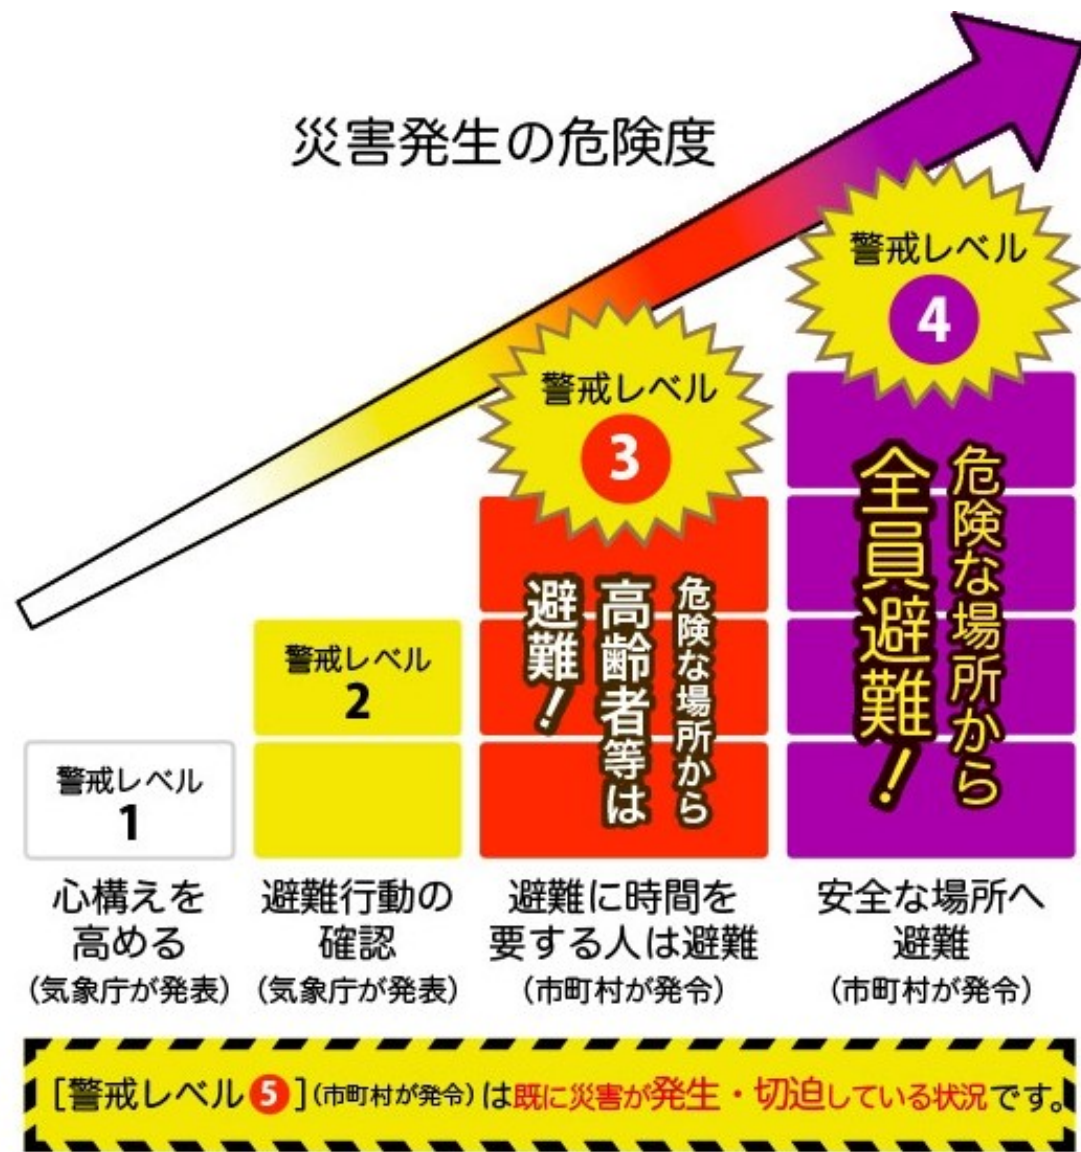 災害発生の危険度
警戒レベル
1
心構えを
高める
(気象庁が発表)
警戒レベル
2
避難行動の
確認
(気象庁が発表)
警戒レベル
3
危険な場所から
高齢者等は
避難!
避難に時間を
要する人は避難
(市町村が発令)
警戒レベル
4
危険な場所から
全員避難!
安全な場所へ
避難
(市町村が発令)
[警戒レベル5](市町村が発令)は既に災害が発生・切迫している状況です。